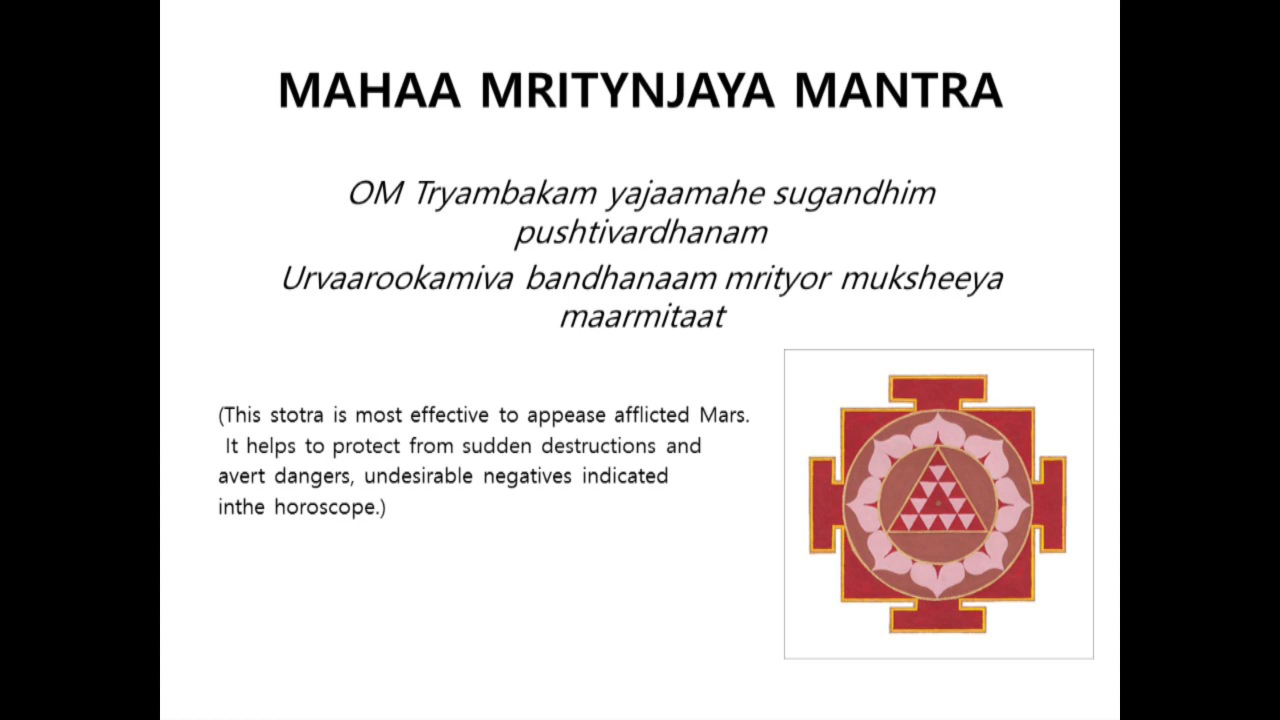 MAHAA MRITYNJAYA MANTRA
OM Tryambakam yajaamahe sugandhim
pushtivardhanam
Urvaarookamiva bandhanaam mrityor muksheeya
maarmitaat
(This stotra is most effective to appease afflicted Mars.
It helps to protect from sudden destructions and
avert dangers, undesirable negatives indicated
inthe horoscope.)